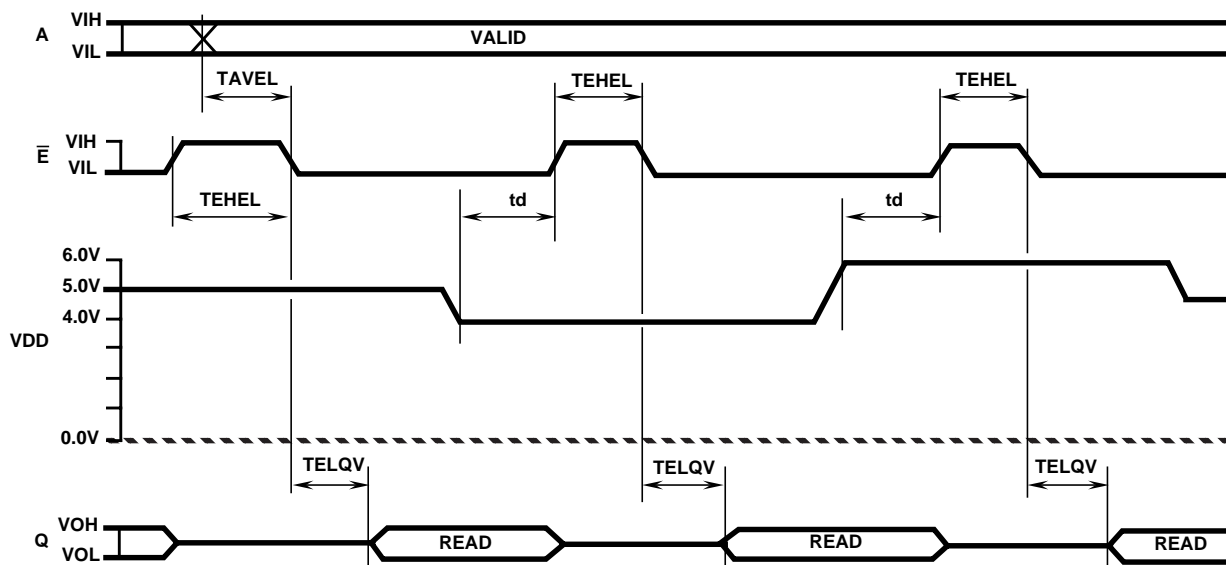 VIH
A
VIL
VALID
TAVEL
TEHEL
TEHEL
VIH
E̅
VIL
TEHEL
td
td
6.0V
5.0V
4.0V
VDD
0.0V
TELQV
TELQV
TELQV
VOH
Q
VOL
READ
READ
READ